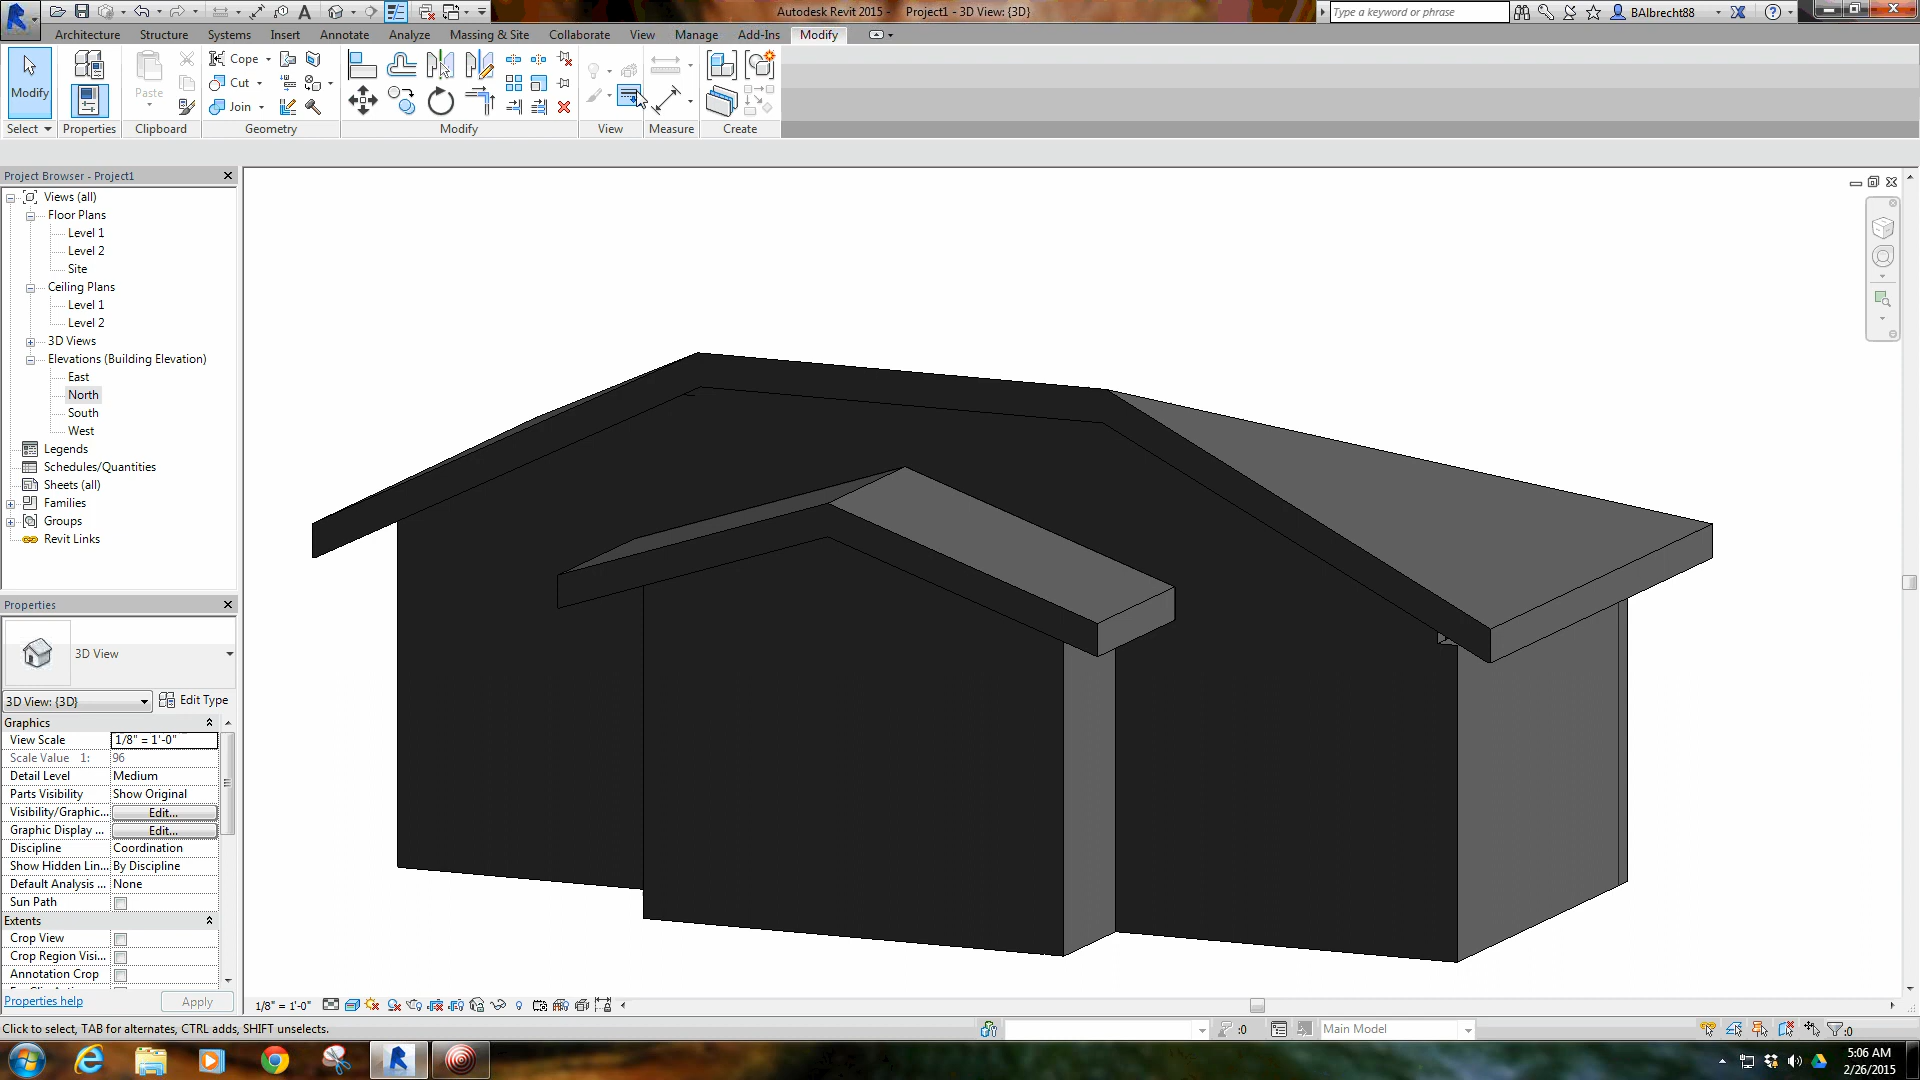 Autodesk Revit 2015 - Project1 - 3D View: {3D}
Type a keyword or phrase
BAlbrecht88
Architecture Structure Systems Insert Annotate Analyze Massing & Site Collaborate View Manage Add-Ins Modify
Modify
Paste
Cope
Cut
Join
Select Properties Clipboard Geometry Modify View Measure Create
Project Browser - Project1
Views (all)
Floor Plans
Level 1
Level 2
Site
Ceiling Plans
Level 1
Level 2
3D Views
Elevations (Building Elevation)
East
North
South
West
Legends
Schedules/Quantities
Sheets (all)
Families
Groups
Revit Links
Properties
3D View
3D View: {3D} Edit Type
Graphics
View Scale 1/8" = 1'-0"
Scale Value 1: 96
Detail Level Medium
Parts Visibility Show Original
Visibility/Graphic... Edit...
Graphic Display ... Edit...
Discipline Coordination
Show Hidden Lin... By Discipline
Default Analysis ... None
Sun Path
Extents
Crop View
Crop Region Visi...
Annotation Crop
Properties help Apply
1/8" = 1'-0"
Click to select, TAB for alternates, CTRL adds, SHIFT unselects.
:0
Main Model
:0
5:06 AM
2/26/2015